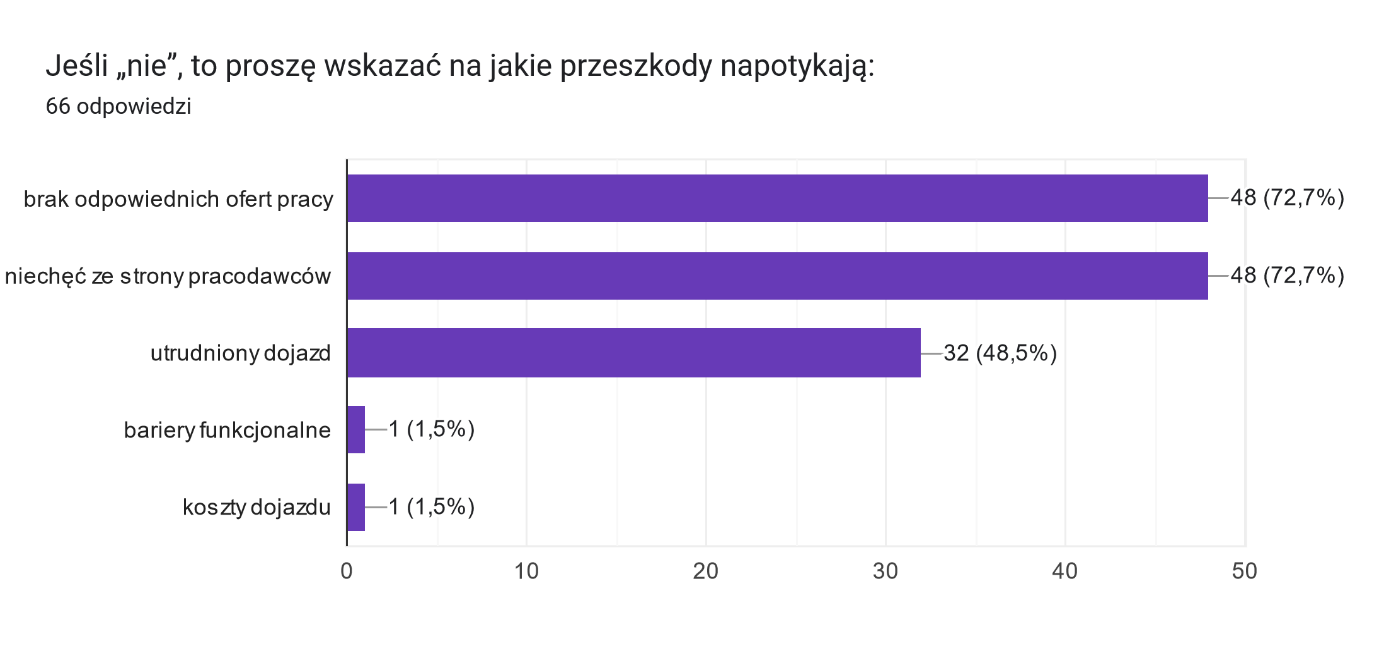 Jeśli „nie”, to proszę wskazać na jakie przeszkody napotykają:
66 odpowiedzi
brak odpowiednich ofert pracy 48 (72,7%)
niechęć ze strony pracodawców 48 (72,7%)
utrudniony dojazd 32 (48,5%)
bariery funkcjonalne 1 (1,5%)
koszty dojazdu 1 (1,5%)
0 10 20 30 40 50